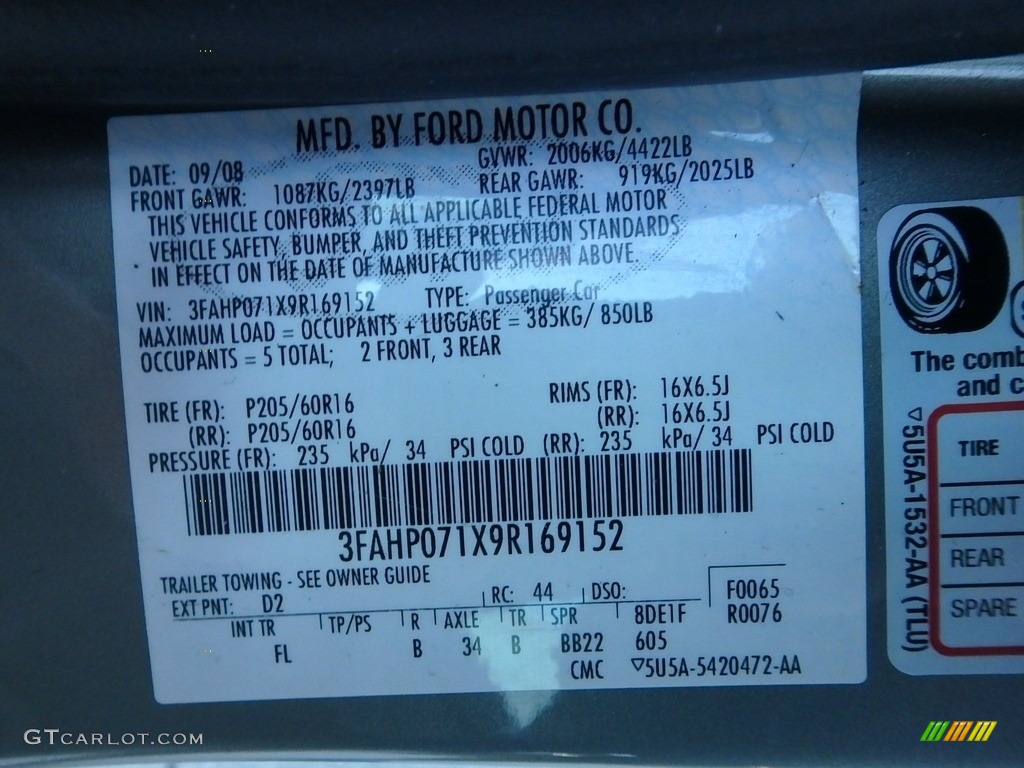 MFD. BY FORD MOTOR CO.
DATE: 09/08 GVWR: 2006KG/4422LB
FRONT GAWR: 1087KG/2397LB REAR GAWR: 919KG/2025LB
THIS VEHICLE CONFORMS TO ALL APPLICABLE FEDERAL MOTOR
VEHICLE SAFETY, BUMPER, AND THEFT PREVENTION STANDARDS
IN EFFECT ON THE DATE OF MANUFACTURE SHOWN ABOVE.
VIN: 3FAHP071X9R169152 TYPE: Passenger Car
MAXIMUM LOAD = OCCUPANTS + LUGGAGE = 385KG/ 850LB
OCCUPANTS = 5 TOTAL; 2 FRONT, 3 REAR
TIRE (FR): P205/60R16 RIMS (FR): 16X6.5J
(RR): P205/60R16 (RR): 16X6.5J
PRESSURE (FR): 235 kPa/ 34 PSI COLD (RR): 235 kPa/ 34 PSI COLD
3FAHP071X9R169152
TRAILER TOWING - SEE OWNER GUIDE
EXT PNT: D2 RC: 44 DSO: F0065
INT TR TP/PS R AXLE TR SPR 8DE1F R0076
FL B 34 B BB22 605
CMC ▽5U5A-5420472-AA
The comb
and c
▽5U5A-1532-AA (TLU)
TIRE
FRONT
REAR
SPARE
GTCARLOT.COM